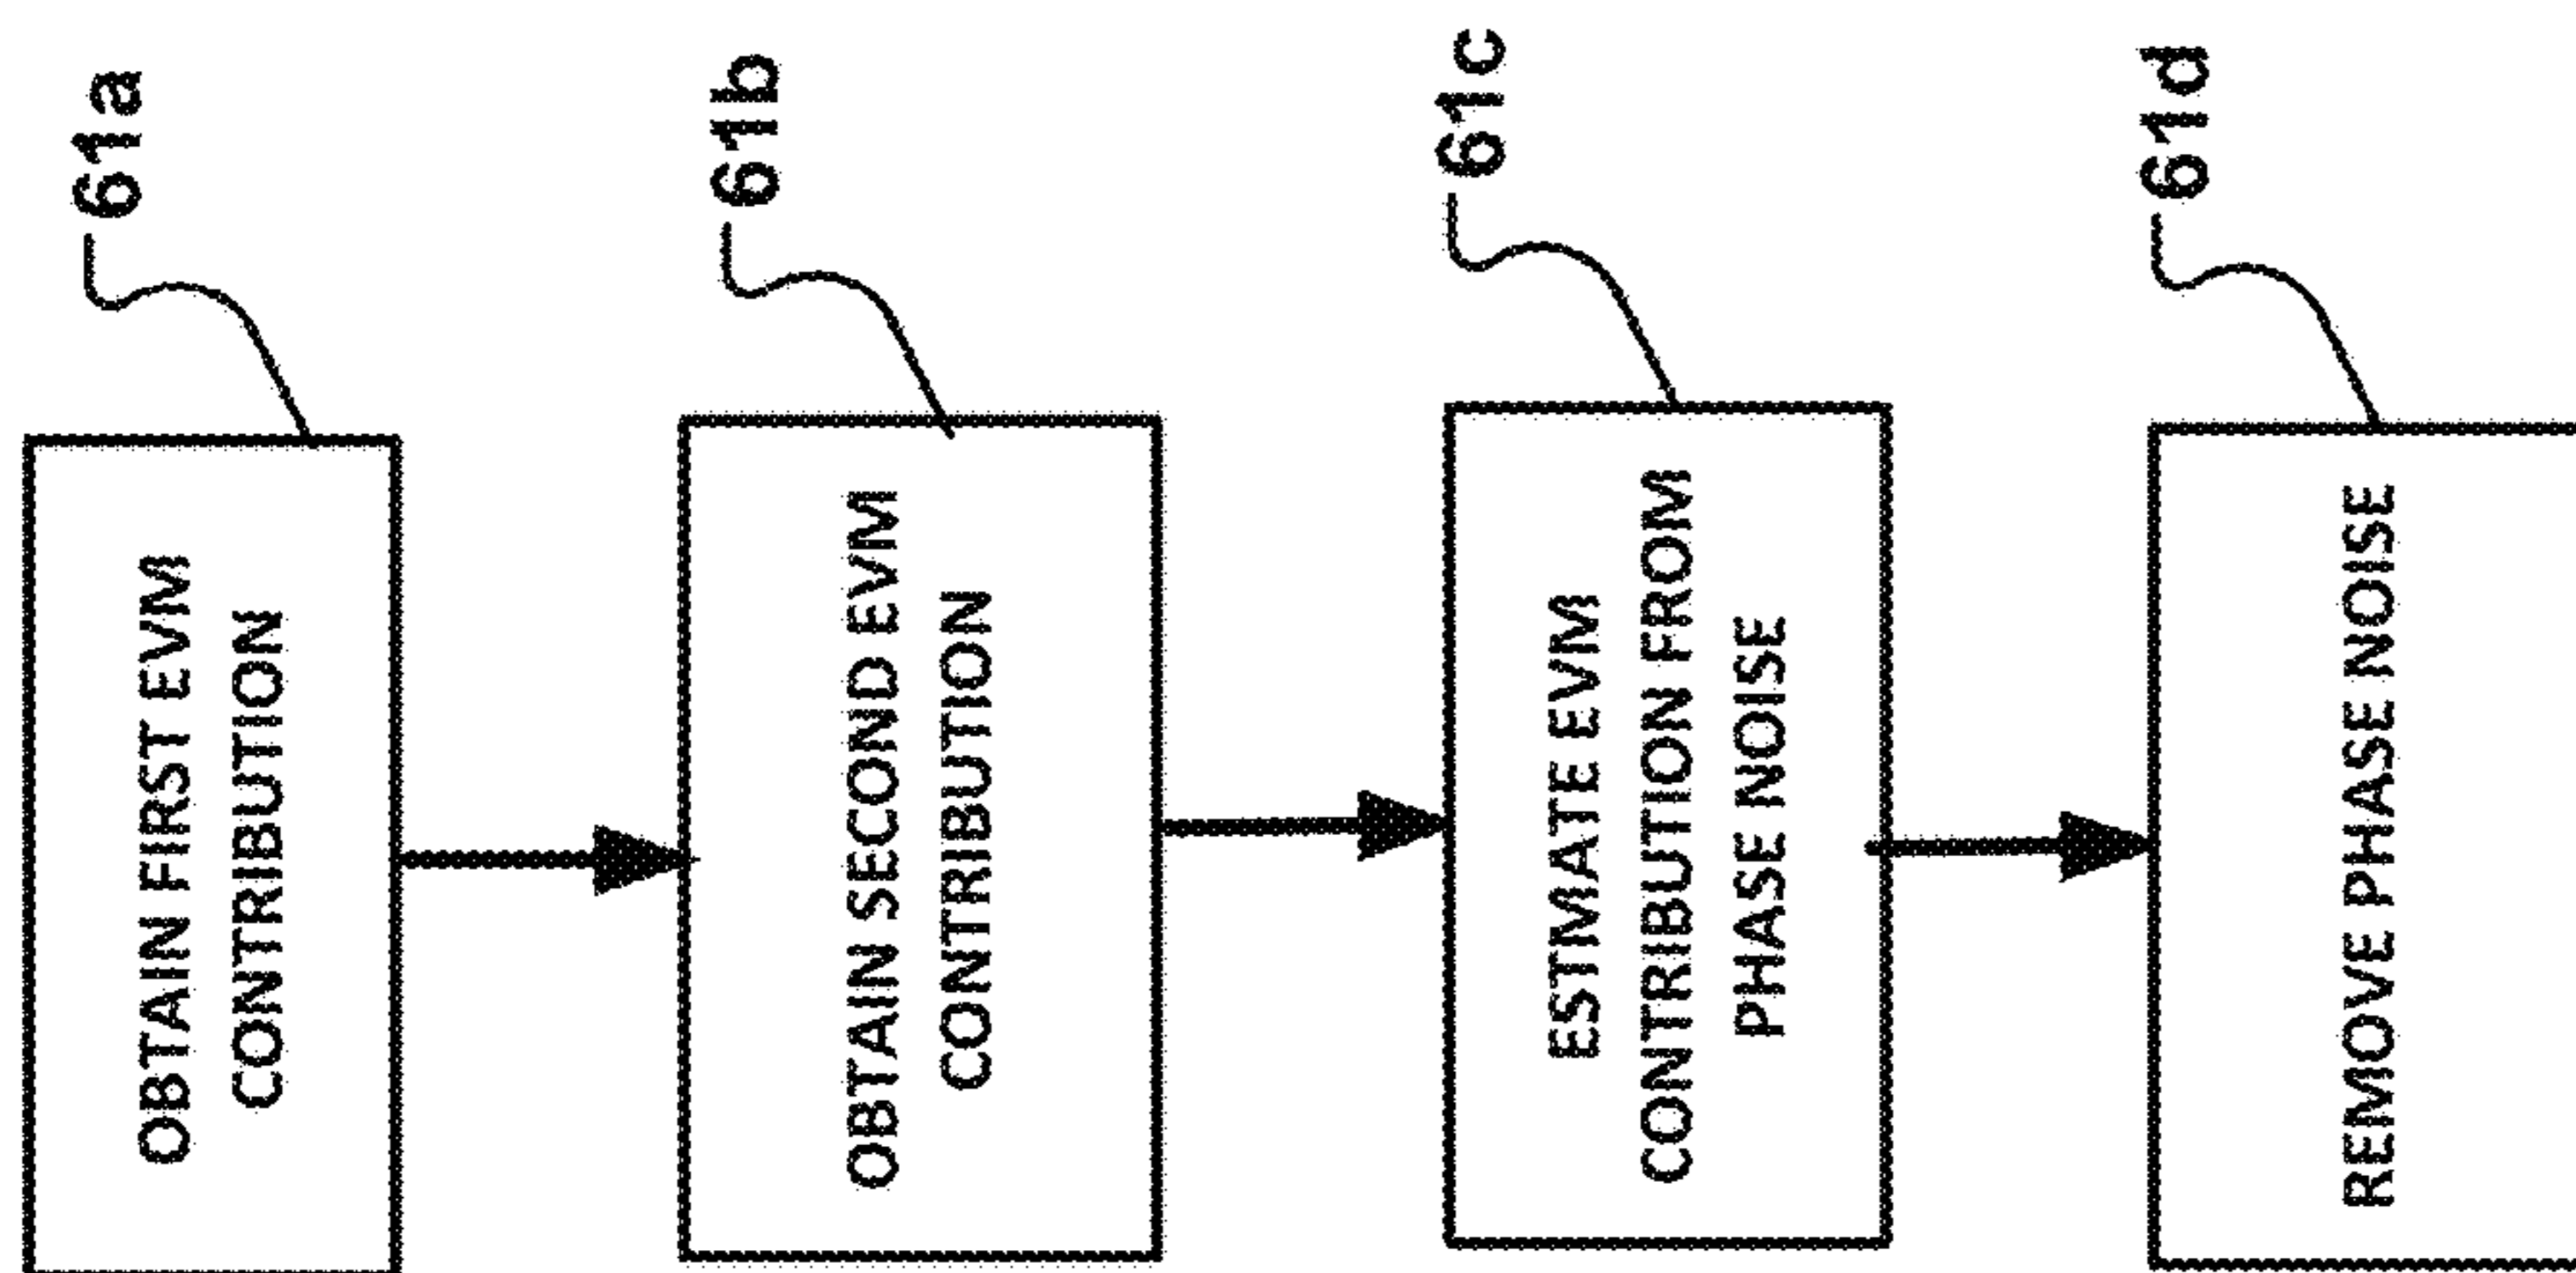 61a
OBTAIN FIRST EVM
CONTRIBUTION
61b
OBTAIN SECOND EVM
CONTRIBUTION
61c
ESTMATE EVM
CONTRIBUTION FROM
PHASE NOISE
61d
REMOVE PHASE NOISE